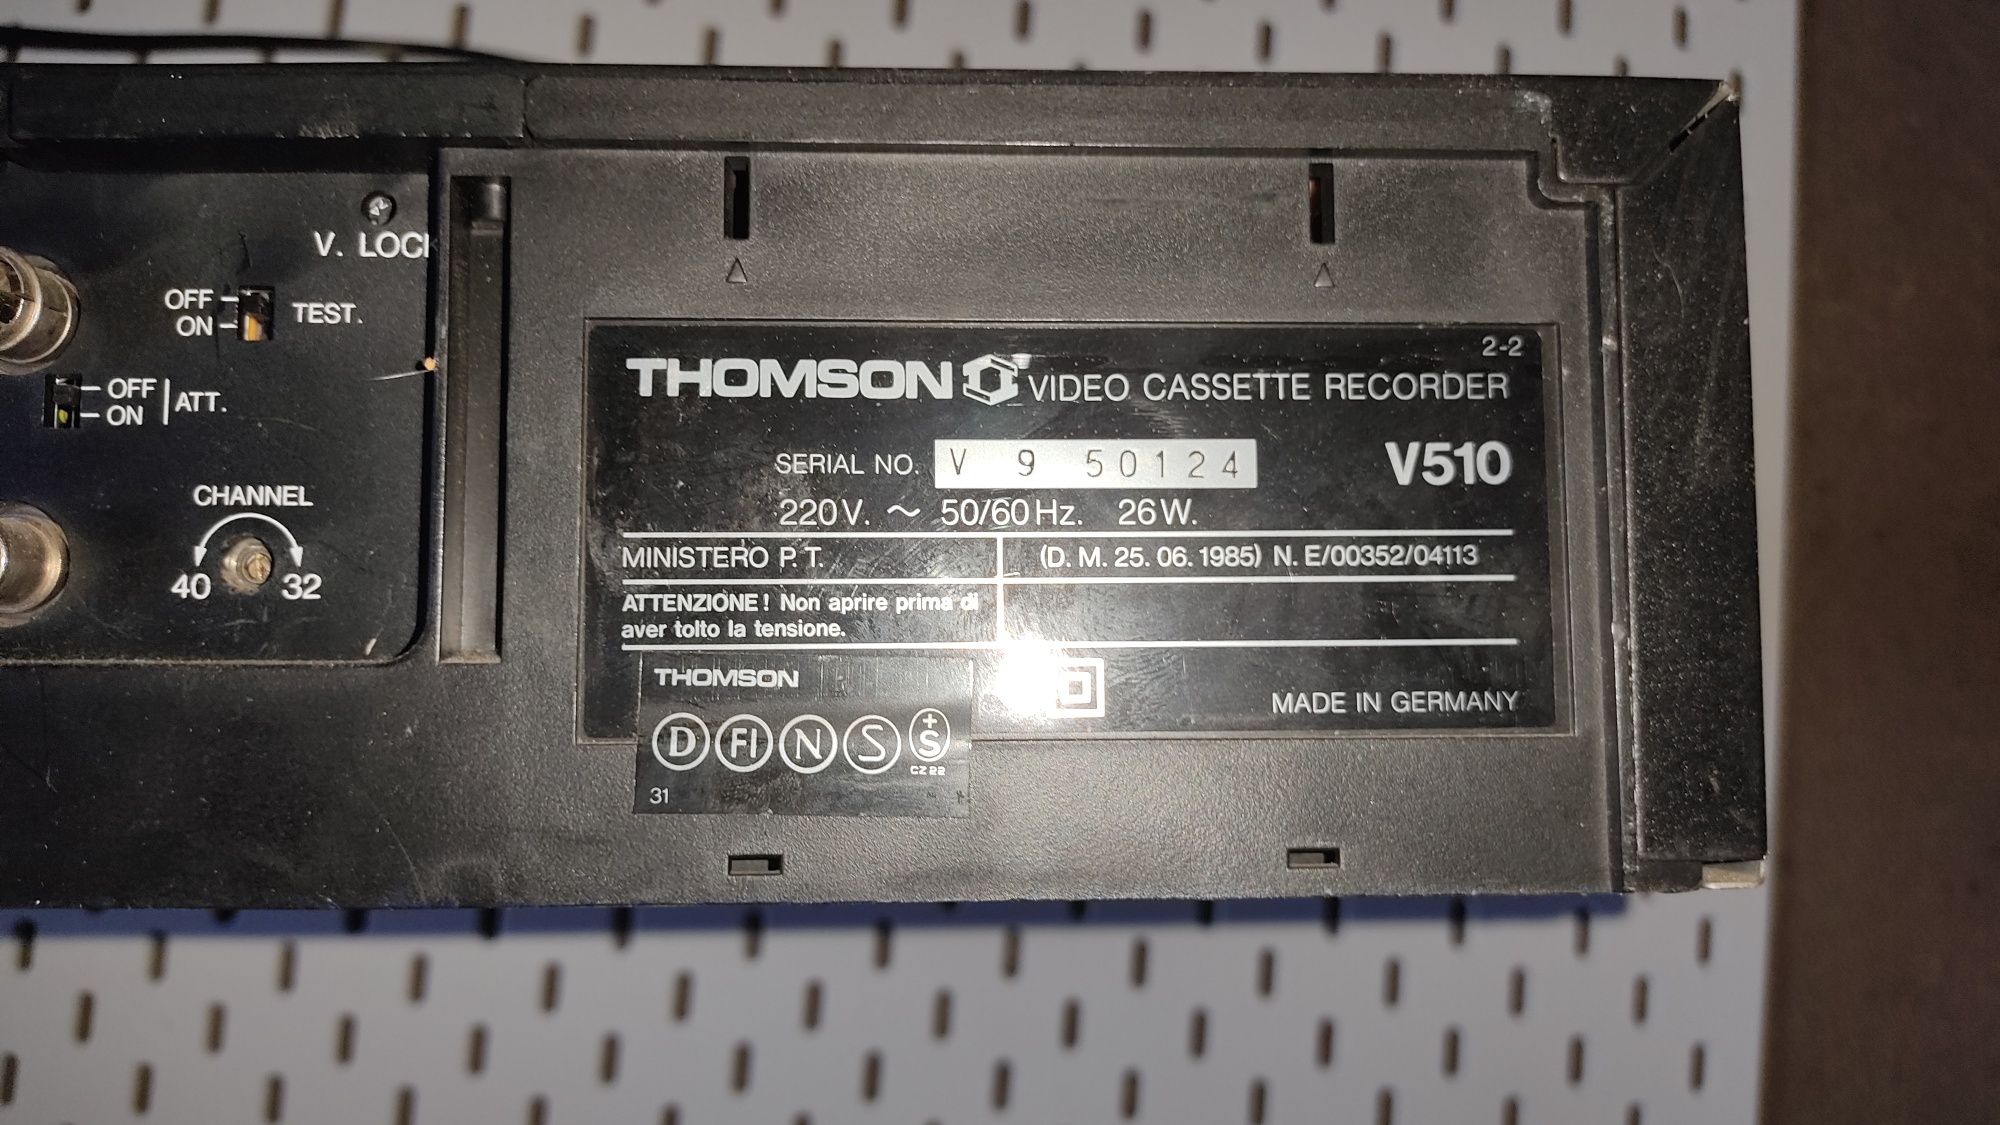 V. LOCK
OFF
ON
TEST.
OFF
ON
ATT.
CHANNEL
40
32
2-2
THOMSON VIDEO CASSETTE RECORDER
SERIAL NO. V 9 50124
V510
220V. ~ 50/60Hz. 26W.
MINISTERO P.T. (D. M. 25. 06. 1985) N. E/00352/04113
ATTENZIONE! Non aprire prima di
aver tolto la tensione.
THOMSON
MADE IN GERMANY
D FI N S +S
CZ 22
31